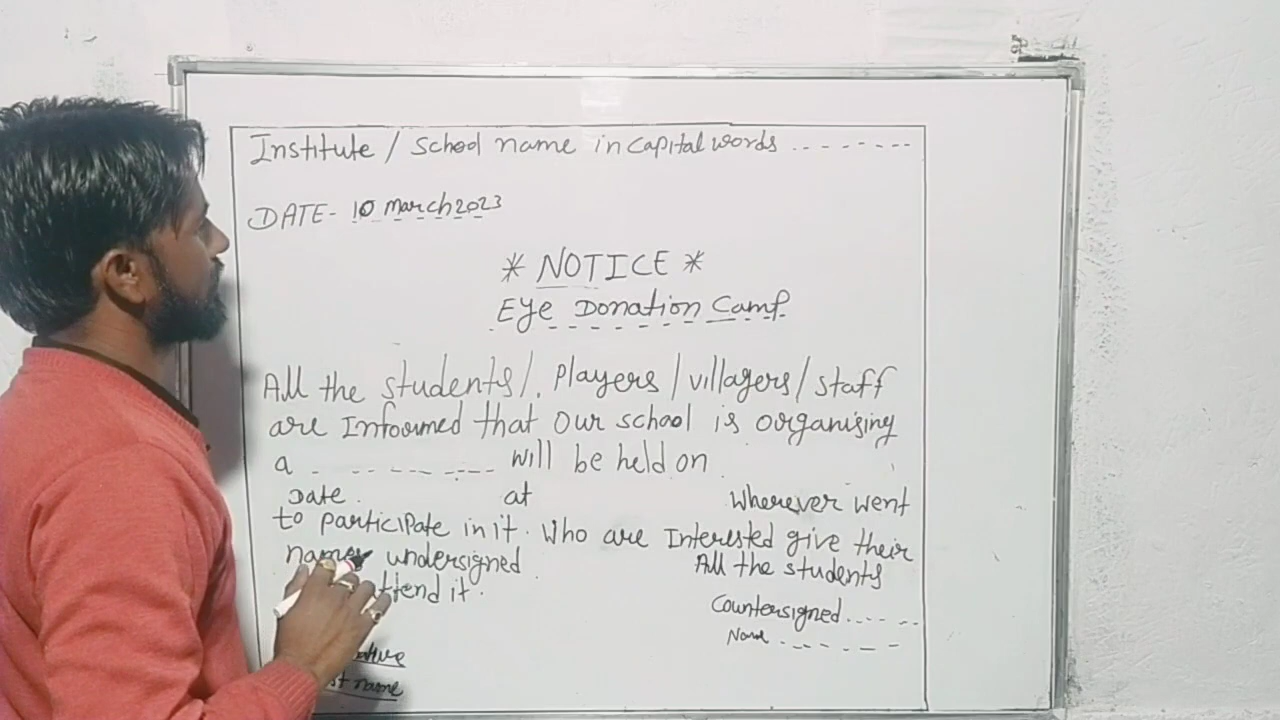 Institute / School name in capital words ........
DATE- 10 March 2023
* NOTICE *
Eye Donation Camp
All the students/. Players / villagers / staff
are Informed that our school is organising
a . _ _ _ _ _ _ _ will be held on
Date . at Wherever went
to participate in it. Who are Interested give their
names undersigned All the students
ttend it.
Countersigned .... ..
Name - - - - - -
name